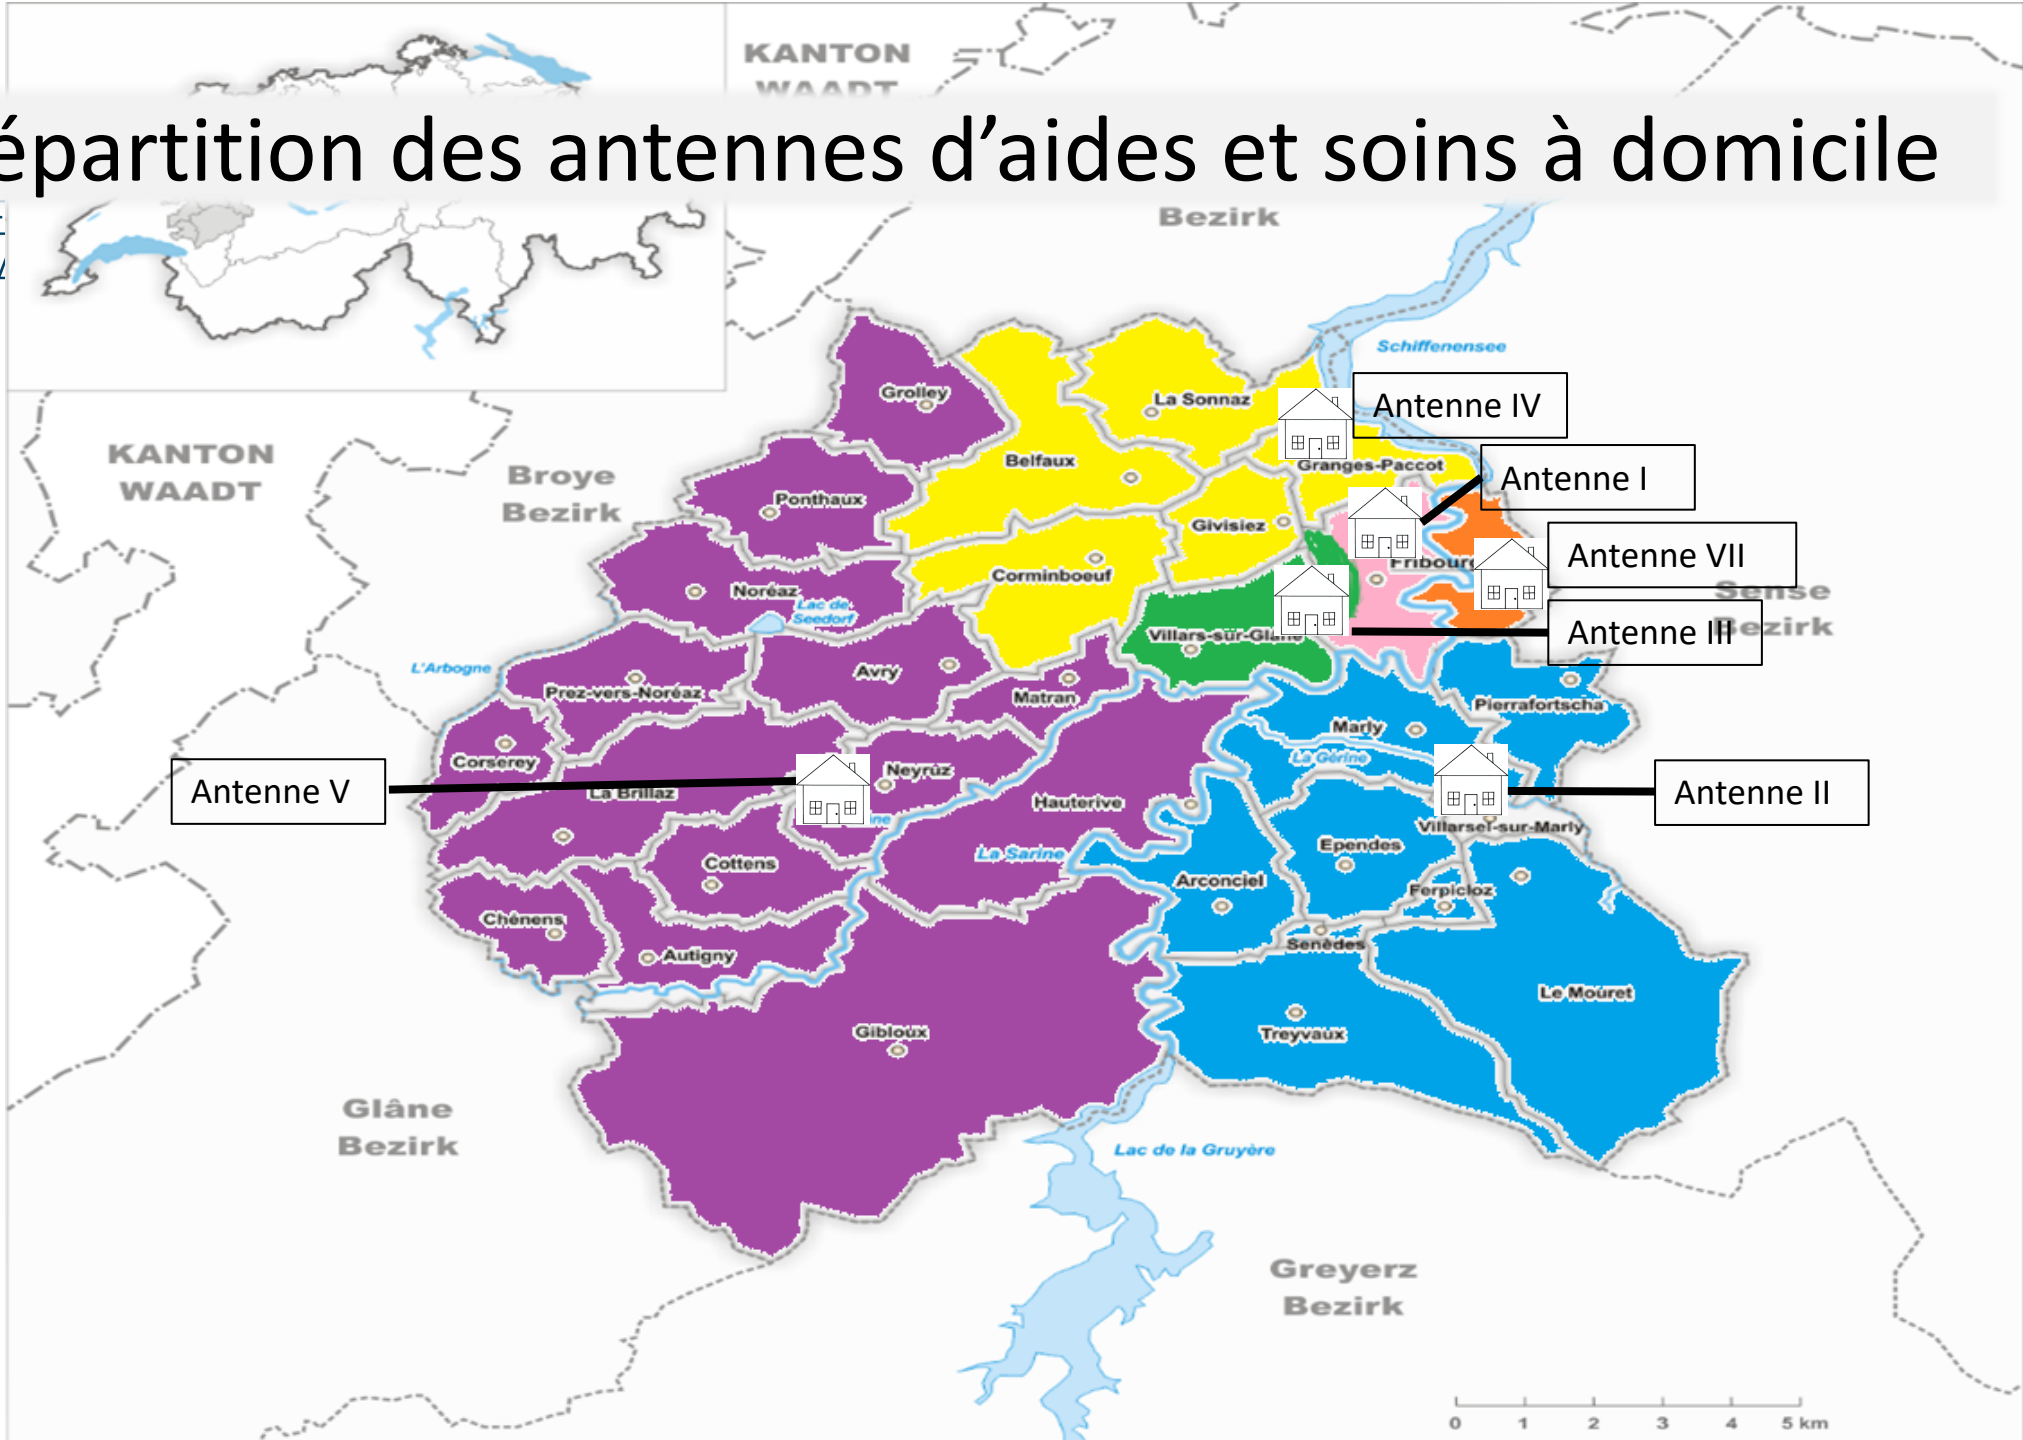 KANTON
WAADT
épartition des antennes d’aides et soins à domicile
Bezirk
Schiffenensee
Grolley
La Sonnaz
Antenne IV
KANTON
WAADT
Broye
Bezirk
Belfaux
Granges-Paccot
Antenne I
Ponthaux
Givisiez
Antenne VII
Fribourg
Corminboeuf
Noréaz
Lac de
Seedorf
Sense
Bezirk
Antenne III
Villars-sur-Glâne
L'Arbogne
Avry
Prez-vers-Noréaz
Matran
Pierrafortscha
Marly
La Gérine
Corserey
Neyruz
Antenne V
La Brillaz
Hauterive
Antenne II
Villarsel-sur-Marly
Ependes
La Sarine
Cottens
Arconciel
Ferpicloz
Chénens
Autigny
Senèdes
Le Mouret
Gibloux
Treyvaux
Glâne
Bezirk
Lac de la Gruyère
Greyerz
Bezirk
0 1 2 3 4 5 km